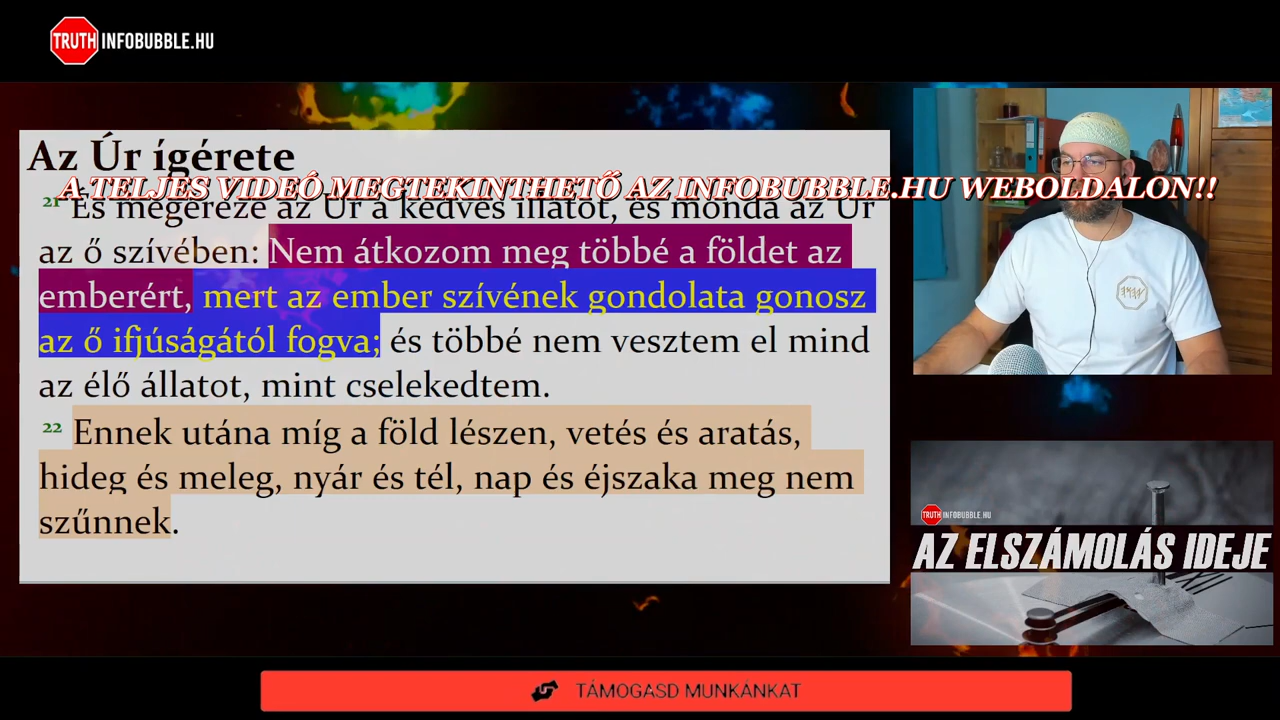 TRUTH INFOBUBBLE.HU
Az Úr ígérete
A TELJES VIDEÓ MEGTEKINTHETŐ AZ INFOBUBBLE.HU WEBOLDALON!!
21 És megérezé az Úr a kedves illatot, és monda az Úr
az ő szívében: Nem átkozom meg többé a földet az
emberért, mert az ember szívének gondolata gonosz
az ő ifjúságától fogva; és többé nem vesztem el mind
az élő állatot, mint cselekedtem.
22 Ennek utána míg a föld lészen, vetés és aratás,
hideg és meleg, nyár és tél, nap és éjszaka meg nem
szűnnek.
TRUTH INFOBUBBLE.HU
AZ ELSZÁMOLÁS IDEJE
TÁMOGASD MUNKÁNKAT